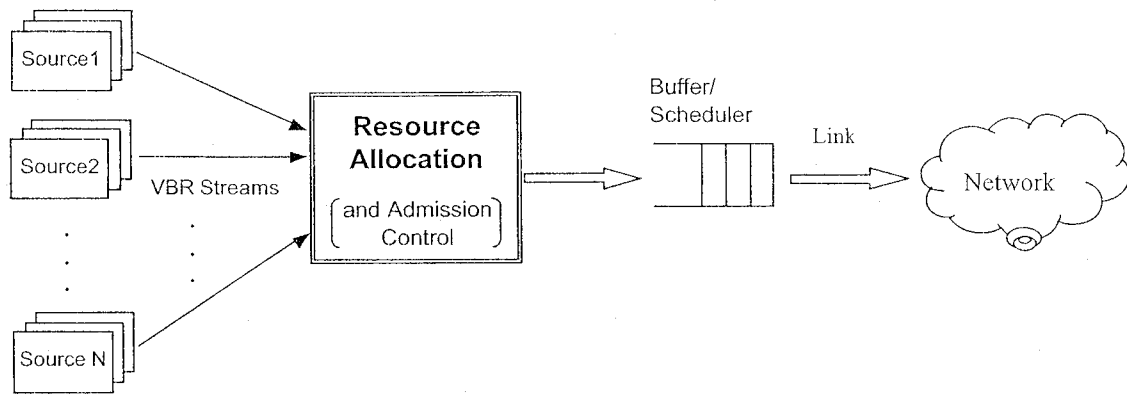 Source1
Source2
VBR Streams
Source N
Resource
Allocation
and Admission
Control
Buffer/
Scheduler
Link
Network